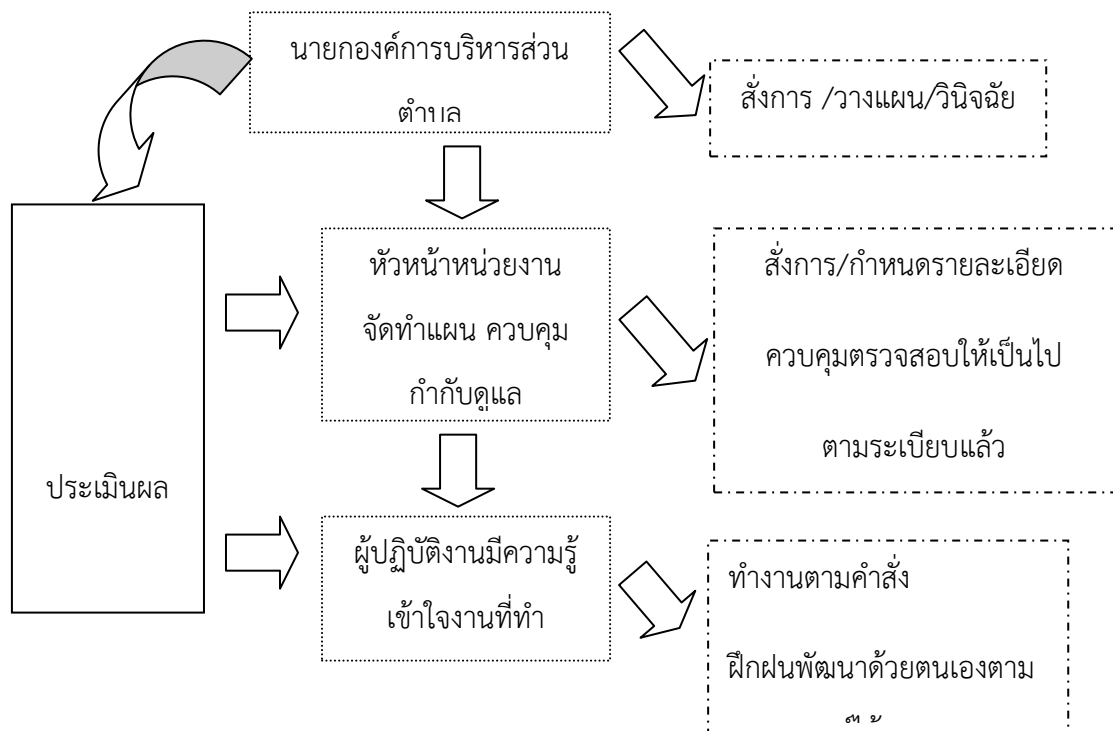 นายกองค์การบริหารส่วน
ตำบล
สั่งการ /วางแผน/วินิจฉัย
หัวหน้าหน่วยงาน
จัดทำแผน ควบคุม
กำกับดูแล
สั่งการ/กำหนดรายละเอียด
ควบคุมตรวจสอบให้เป็นไป
ตามระเบียบแล้ว
ประเมินผล
ผู้ปฏิบัติงานมีความรู้
เข้าใจงานที่ทำ
ทำงานตามคำสั่ง
ฝึกฝนพัฒนาด้วยตนเองตาม